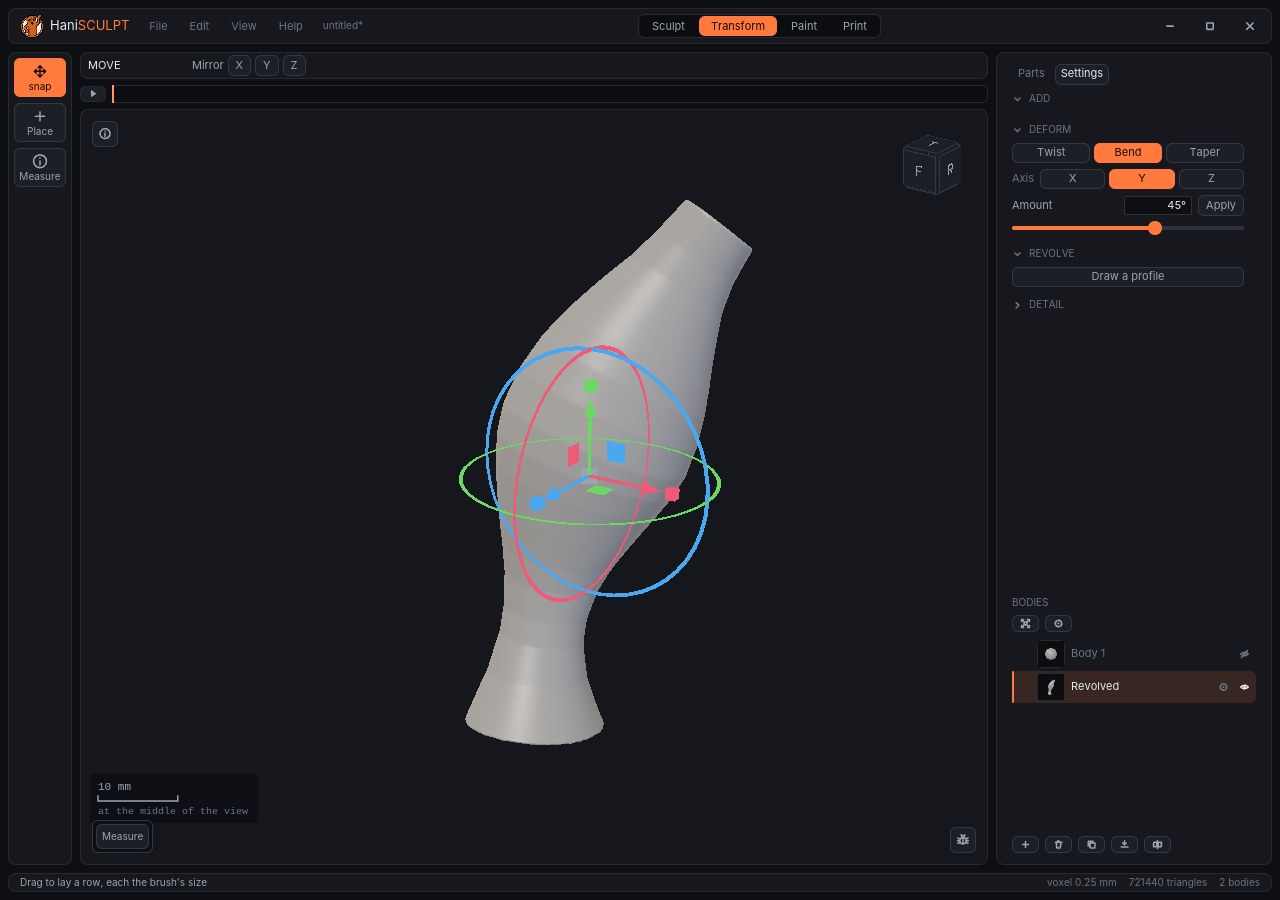 HaniSCULPT File Edit View Help untitled* Sculpt Transform Paint Print
snap
Place
Measure
MOVE Mirror X Y Z
F R Y
10 mm
at the middle of the view
Measure
Parts Settings
ADD
DEFORM
Twist Bend Taper
Axis X Y Z
Amount 45° Apply
REVOLVE
Draw a profile
DETAIL
BODIES
Body 1
Revolved
Drag to lay a row, each the brush's size voxel 0.25 mm 721440 triangles 2 bodies